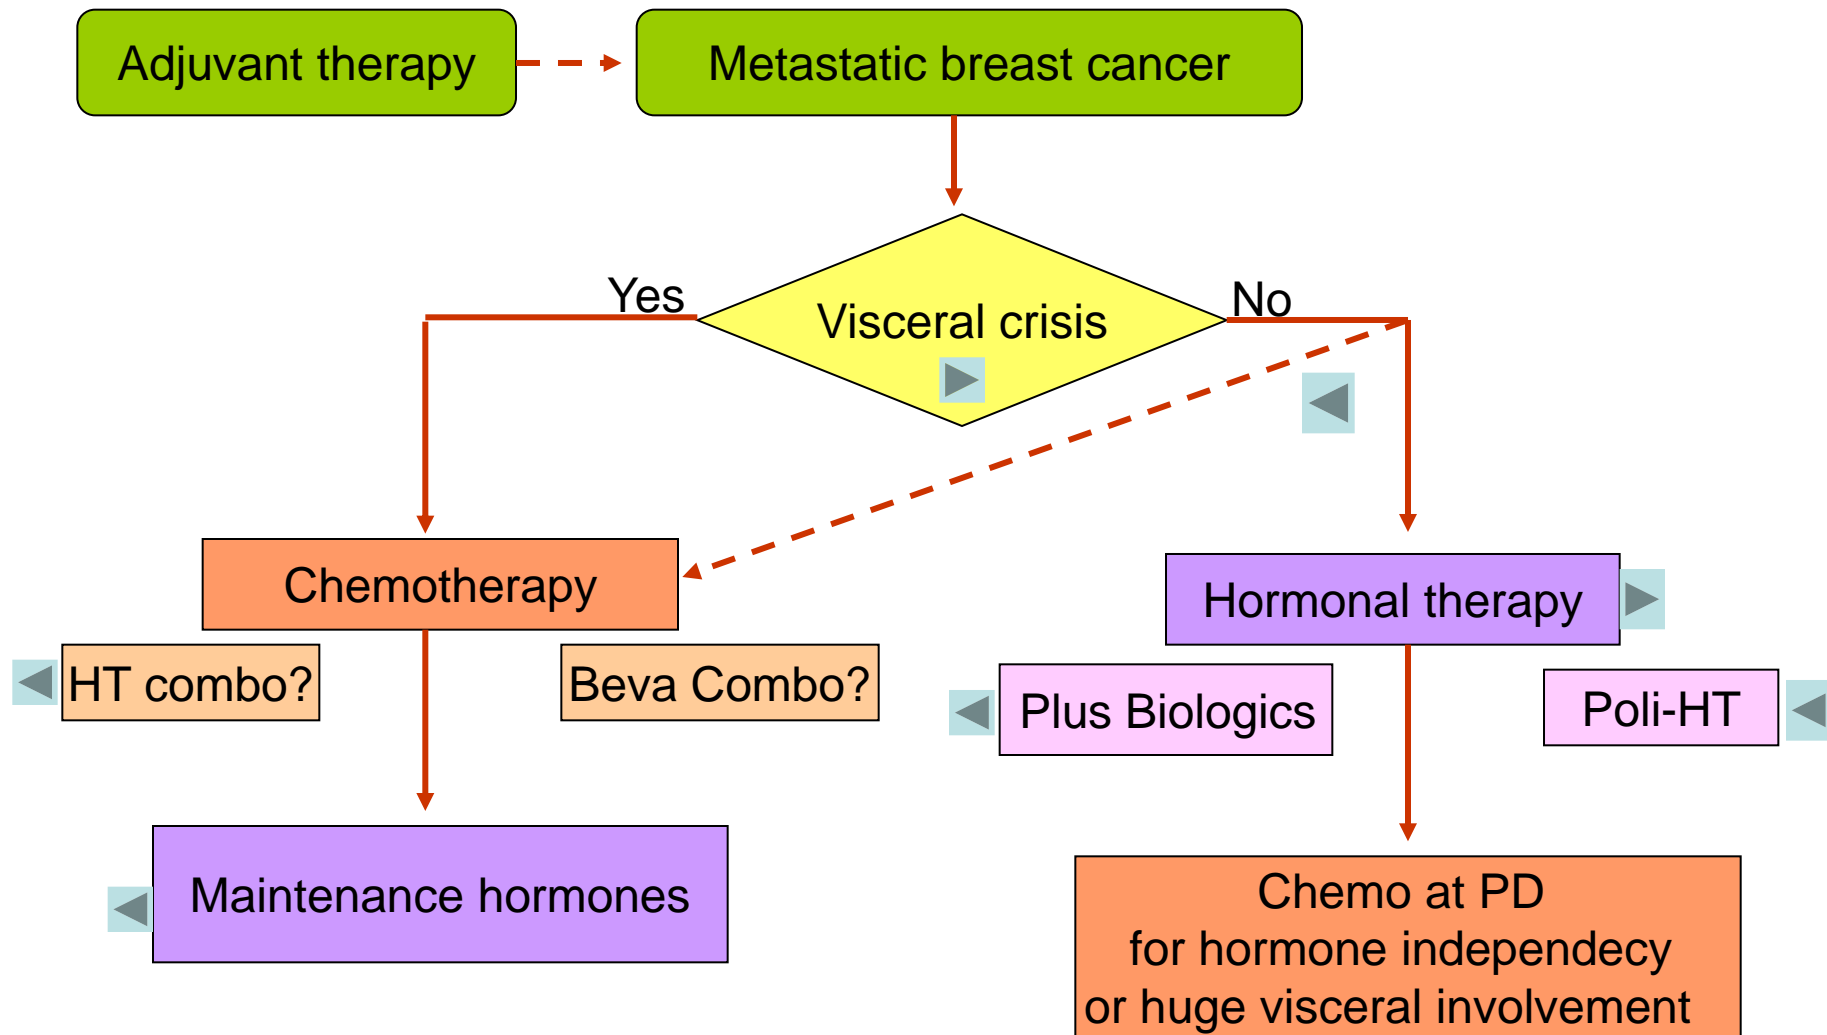 Adjuvant therapy
Metastatic breast cancer
Yes
No
Visceral crisis
Chemotherapy
Hormonal therapy
HT combo?
Beva Combo?
Plus Biologics
Poli-HT
Maintenance hormones
Chemo at PD
for hormone independecy
or huge visceral involvement